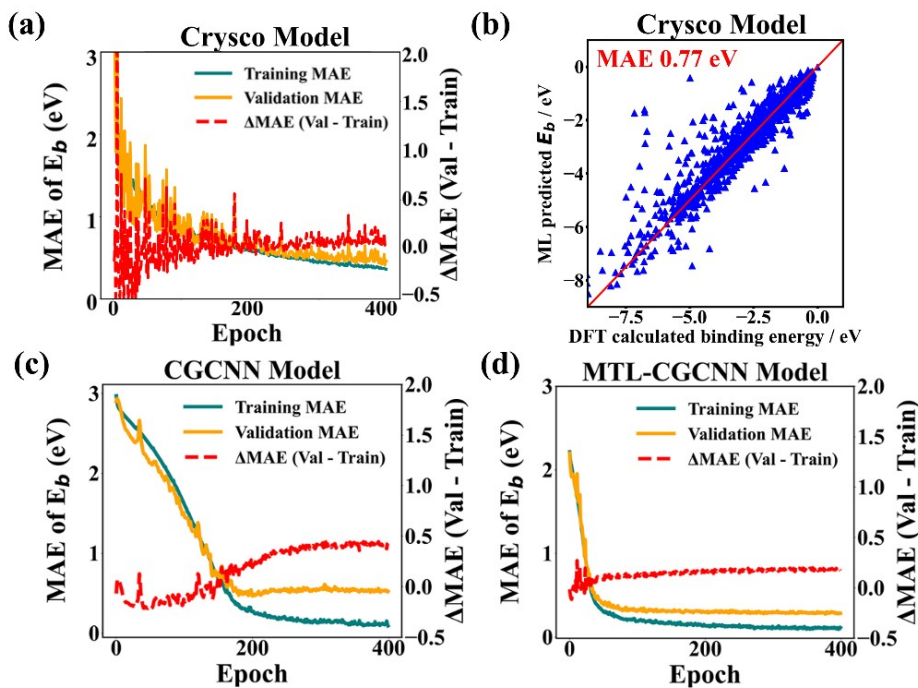 (a)
Crysco Model
MAE of E_b (eV)
3
2
1
0
Training MAE
Validation MAE
ΔMAE (Val - Train)
2.0
1.5
1.0
0.5
0.0
−0.5
ΔMAE (Val - Train)
0 200 400
Epoch
(b)
Crysco Model
MAE 0.77 eV
ML predicted E_b / eV
0
−2
−4
−6
−8
−7.5 −5.0 −2.5 0.0
DFT calculated binding energy / eV
(c)
CGCNN Model
MAE of E_b (eV)
3
2
1
0
Training MAE
Validation MAE
ΔMAE (Val - Train)
2.0
1.5
1.0
0.5
0.0
−0.5
ΔMAE (Val - Train)
0 200 400
Epoch
(d)
MTL-CGCNN Model
MAE of E_b (eV)
3
2
1
0
Training MAE
Validation MAE
ΔMAE (Val - Train)
2.0
1.5
1.0
0.5
0.0
−0.5
ΔMAE (Val - Train)
0 200 400
Epoch